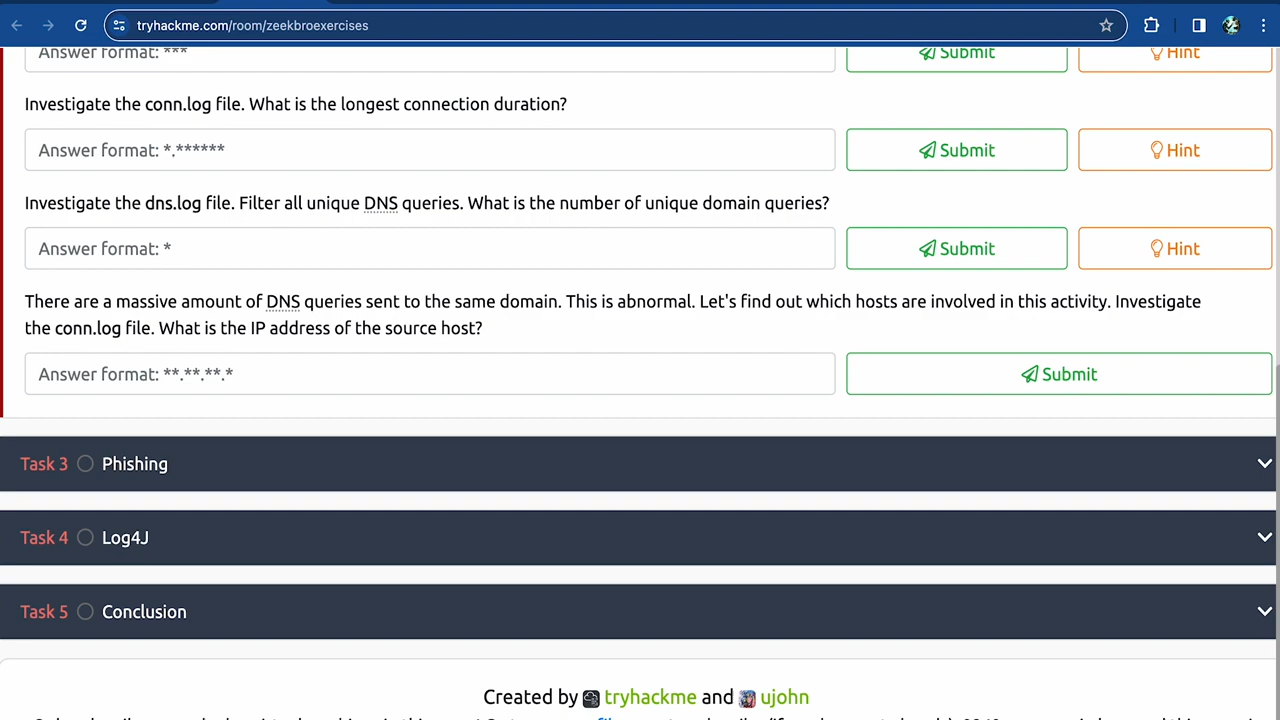 tryhackme.com/room/zeekbroexercises
Answer format: ***
Submit
Hint
Investigate the conn.log file. What is the longest connection duration?
Answer format: *.******
Submit
Hint
Investigate the dns.log file. Filter all unique DNS queries. What is the number of unique domain queries?
Answer format: *
Submit
Hint
There are a massive amount of DNS queries sent to the same domain. This is abnormal. Let's find out which hosts are involved in this activity. Investigate
the conn.log file. What is the IP address of the source host?
Answer format: **.**.**.*
Submit
Task 3 Phishing
Task 4 Log4J
Task 5 Conclusion
Created by tryhackme and ujohn